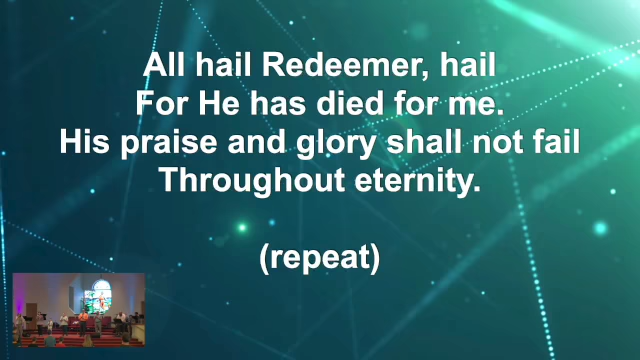 All hail Redeemer, hail
For He has died for me.
His praise and glory shall not fail
Throughout eternity.
(repeat)